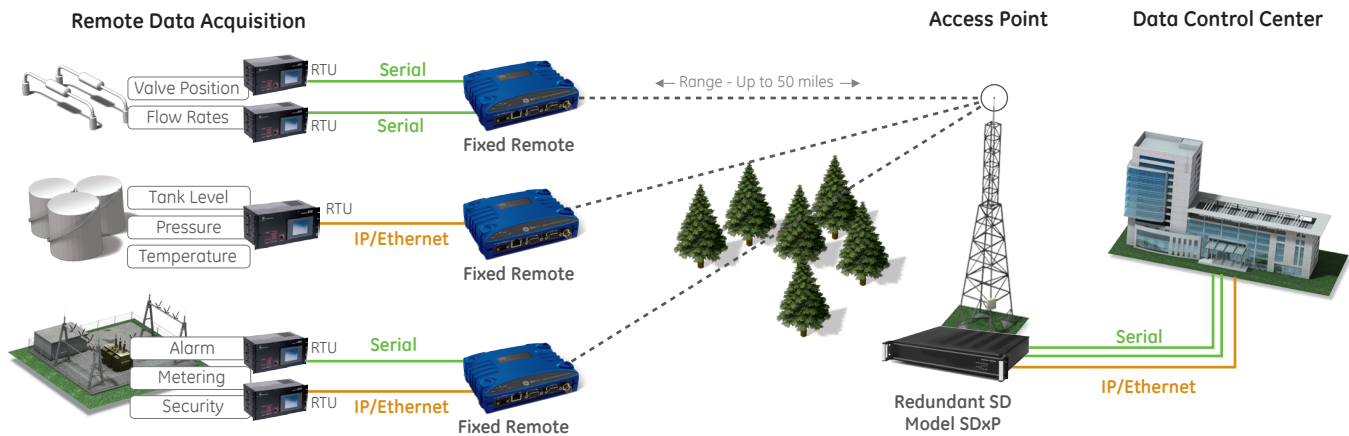 Remote Data Acquisition
Access Point
Data Control Center
Valve Position
RTU
Serial
Flow Rates
RTU
Serial
Fixed Remote
Range - Up to 50 miles
Tank Level
Pressure
Temperature
RTU
IP/Ethernet
Fixed Remote
Alarm
Metering
Security
RTU
Serial
RTU
IP/Ethernet
Fixed Remote
Redundant SD
Model SDxP
Serial
IP/Ethernet